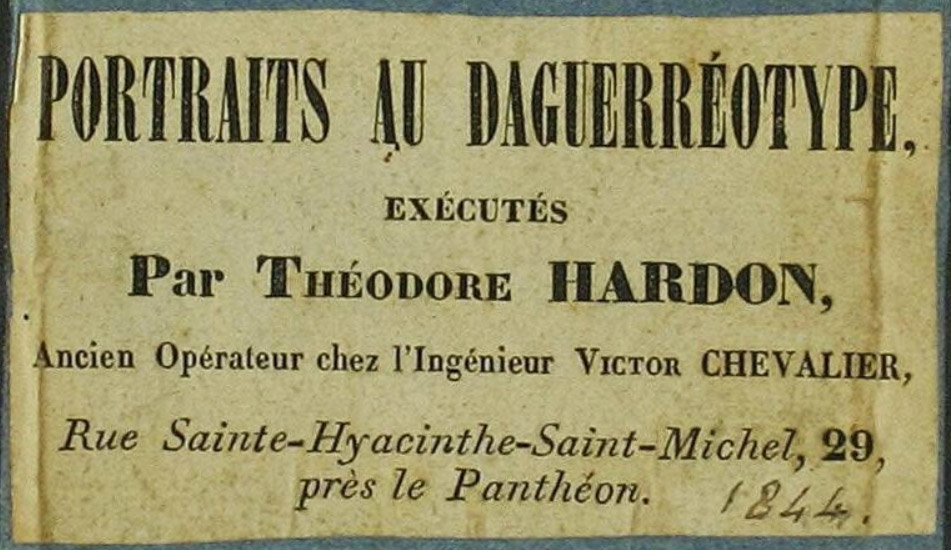 PORTRAITS AU DAGUERRÉOTYPE,
EXÉCUTÉS
Par THÉODORE HARDON,
Ancien Opérateur chez l'Ingénieur VICTOR CHEVALIER,
Rue Sainte-Hyacinthe-Saint-Michel, 29,
près le Panthéon. 1844.